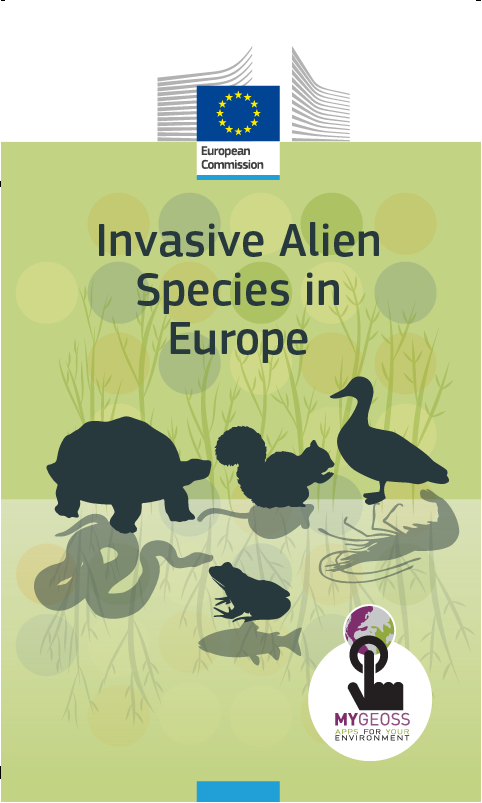 European
Commission
Invasive Alien
Species in
Europe
MYGEOSS
APPS FOR YOUR
ENVIRONMENT